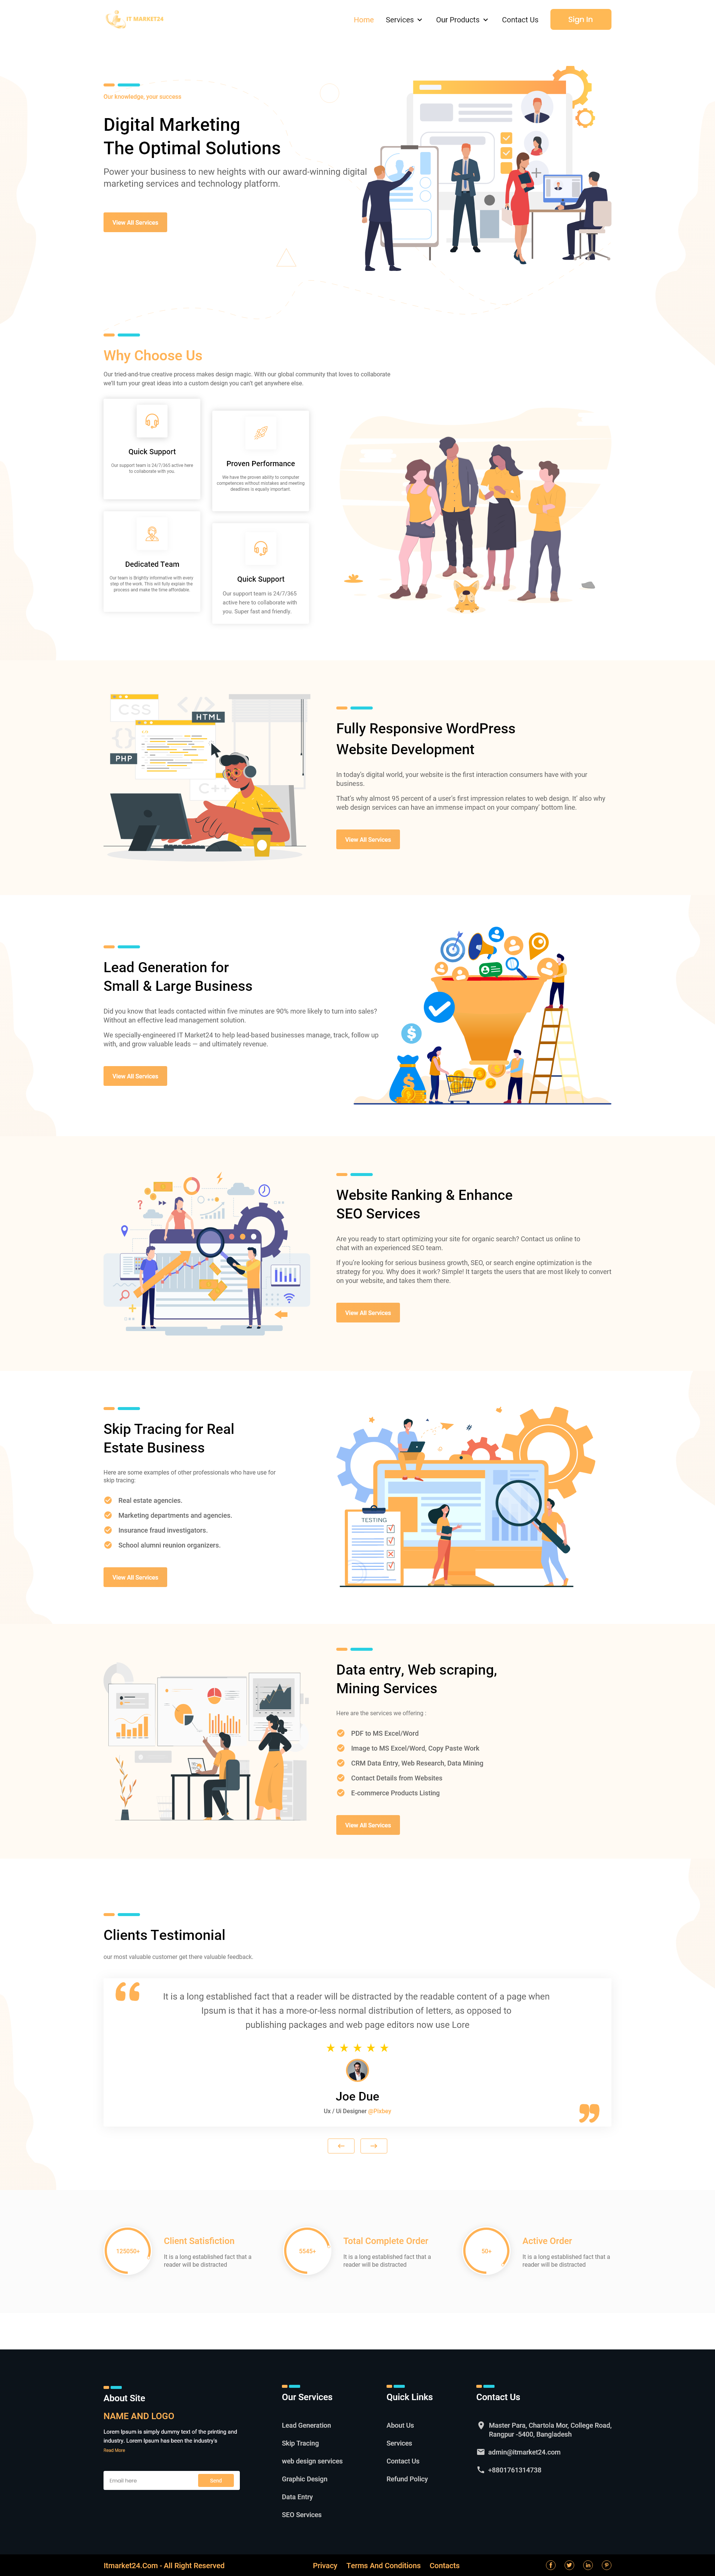 IT MARKET24
Home
Services
Our Products
Contact Us
Sign In
Our knowledge, your success
Digital Marketing
The Optimal Solutions
Power your business to new heights with our award-winning digital
marketing services and technology platform.
View All Services
Why Choose Us
Our tried-and-true creative process makes design magic. With our global community that loves to collaborate
we'll turn your great ideas into a custom design you can't get anywhere else.
Quick Support
Our support team is 24/7/365 active here
to collaborate with you.
Proven Performance
We have the proven ability to computer
competences without mistakes and meeting
deadlines is equally important
Dedicated Team
Our team is Brightly informative with every
step of the work. This will fully explain the
process and make the time affordable.
Quick Support
Our support team is 24/7/365
active here to collaborate with
you. Super fast and friendly.
CSS
</>
HTML
{}
PHP
C++
Fully Responsive WordPress
Website Development
In today's digital world, your website is the first interaction consumers have with your
business.
That's why almost 95 percent of a user's first impression relates to web design. It' also why
web design services can have an immense impact on your company' bottom line.
View All Services
Lead Generation for
Small & Large Business
Did you know that leads contacted within five minutes are 90% more likely to turn into sales?
Without an effective lead management solution.
We specially-engineered IT Market24 to help lead-based businesses manage, track, follow up
with, and grow valuable leads — and ultimately revenue.
View All Services
$
$
Website Ranking & Enhance
SEO Services
Are you ready to start optimizing your site for organic search? Contact us online to
chat with an experienced SEO team.
If you're looking for serious business growth, SEO, or search engine optimization is the
strategy for you. Why does it work? Simple! It targets the users that are most likely to convert
on your website, and takes them there.
View All Services
Skip Tracing for Real
Estate Business
Here are some examples of other professionals who have use for
skip tracing:
Real estate agencies.
Marketing departments and agencies.
Insurance fraud investigators.
School alumni reunion organizers.
View All Services
TESTING
Data entry, Web scraping,
Mining Services
Here are the services we offering :
PDF to MS Excel/Word
Image to MS Excel/Word, Copy Paste Work
CRM Data Entry, Web Research, Data Mining
Contact Details from Websites
E-commerce Products Listing
View All Services
Clients Testimonial
our most valuable customer get there valuable feedback.
It is a long established fact that a reader will be distracted by the readable content of a page when
Ipsum is that it has a more-or-less normal distribution of letters, as opposed to
publishing packages and web page editors now use Lore
Joe Due
Ux / Ui Designer @Pixbey
125050+
Client Satisfiction
It is a long established fact that a
reader will be distracted
5545+
Total Complete Order
It is a long established fact that a
reader will be distracted
50+
Active Order
It is a long established fact that a
reader will be distracted
About Site
NAME AND LOGO
Lorem Ipsum is simply dummy text of the printing and
industry. Lorem Ipsum has been the industry's
Read More
Email here
Send
Our Services
Lead Generation
Skip Tracing
web design services
Graphic Design
Data Entry
SEO Services
Quick Links
About Us
Services
Contact Us
Refund Policy
Contact Us
Master Para, Chartola Mor, College Road,
Rangpur -5400, Bangladesh
admin@itmarket24.com
+8801761314738
Itmarket24.Com - All Right Reserved
Privacy
Terms And Conditions
Contacts